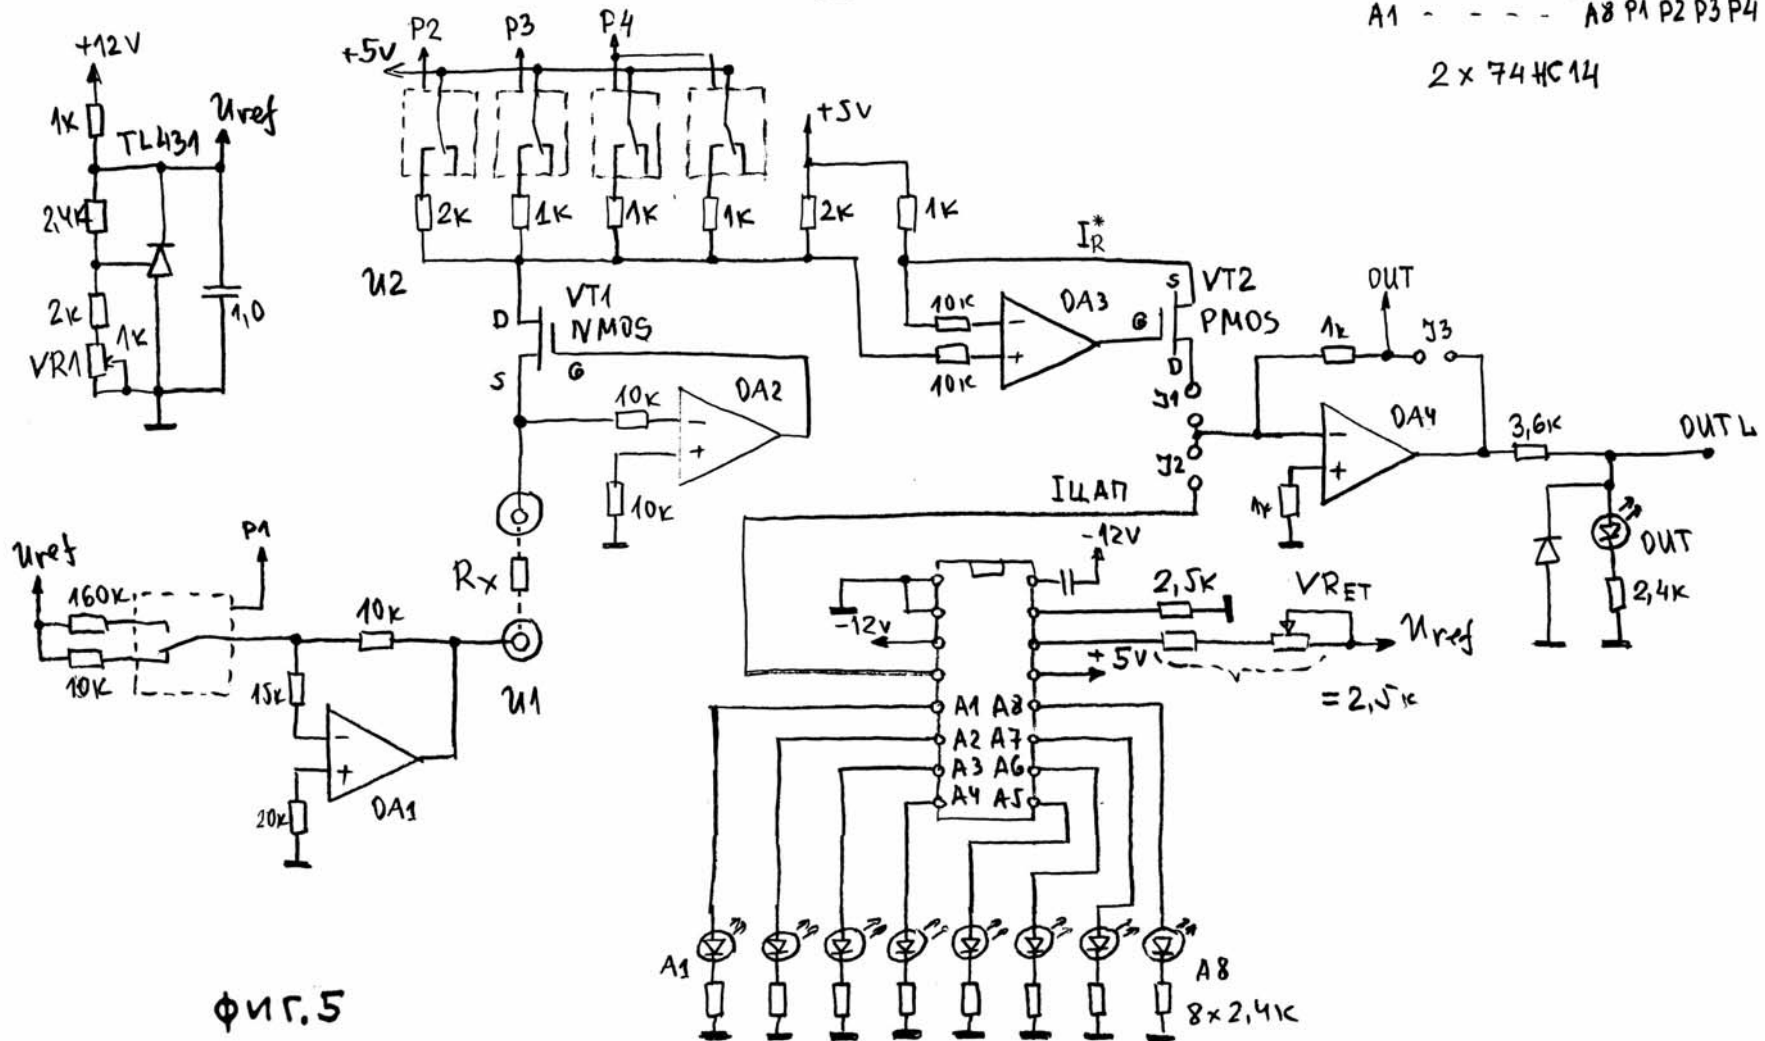 A1 - - - - A8 P1 P2 P3 P4
2 x 74HC14
+12V
1K
TL431
Uref
2,4K
2K
1K
VR1
1,0
+5V
P2
P3
P4
2K
1K
1K
1K
+5V
2K
1K
U2
I*R
D
VT1
NMOS
S
G
10K
10K
DA3
G
S
VT2
PMOS
D
10K
DA2
10K
J1
J2
1K
OUT
J3
DA4
1K
3,6K
OUT L
OUT
2,4K
IЦАП
RX
U1
Uref
160K
10K
P1
10K
15K
DA1
20K
-12V
-12V
2,5K
VRET
+5V
Uref
=2,5K
A1 A8
A2 A7
A3 A6
A4 A5
A1
A8
8x2,4K
ФИГ.5